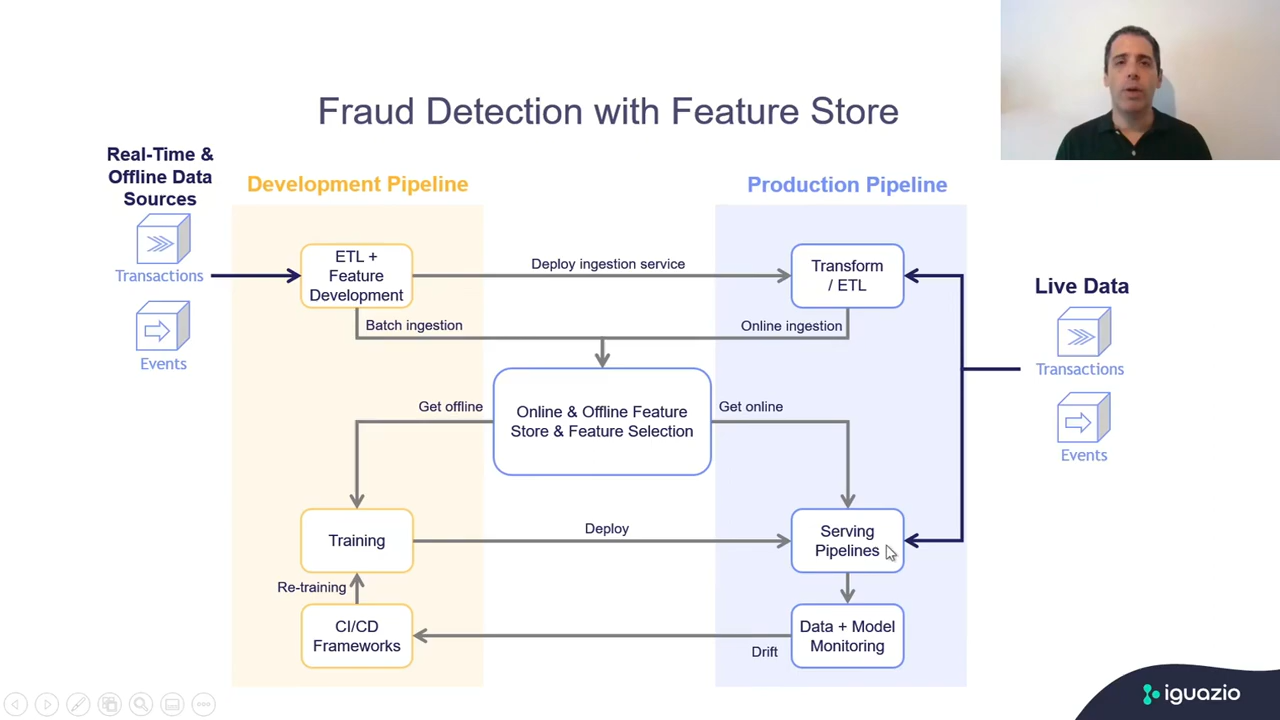 Fraud Detection with Feature Store
Real-Time &
Offline Data
Sources
Transactions
Events
Development Pipeline
Production Pipeline
ETL +
Feature
Development
Deploy ingestion service
Transform
/ ETL
Batch ingestion
Online ingestion
Live Data
Transactions
Events
Get offline
Online & Offline Feature
Store & Feature Selection
Get online
Training
Deploy
Serving
Pipelines
Re-training
CI/CD
Frameworks
Drift
Data + Model
Monitoring
iguazio